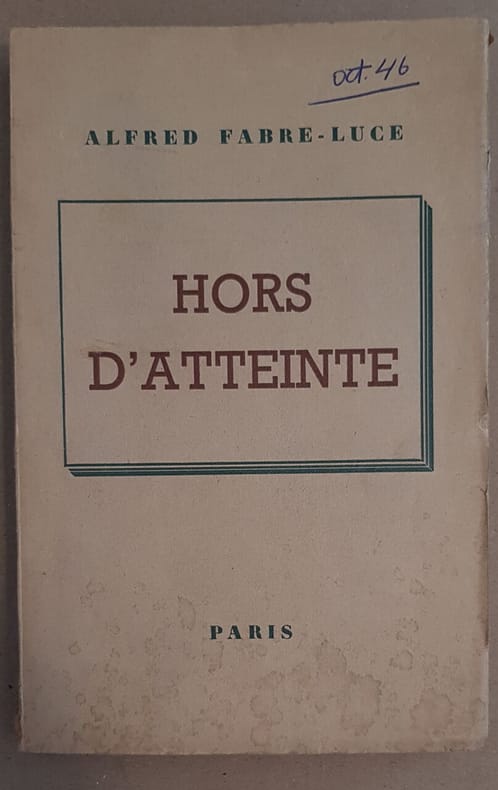 oct. 46
ALFRED FABRE-LUCE
HORS
D'ATTEINTE
PARIS